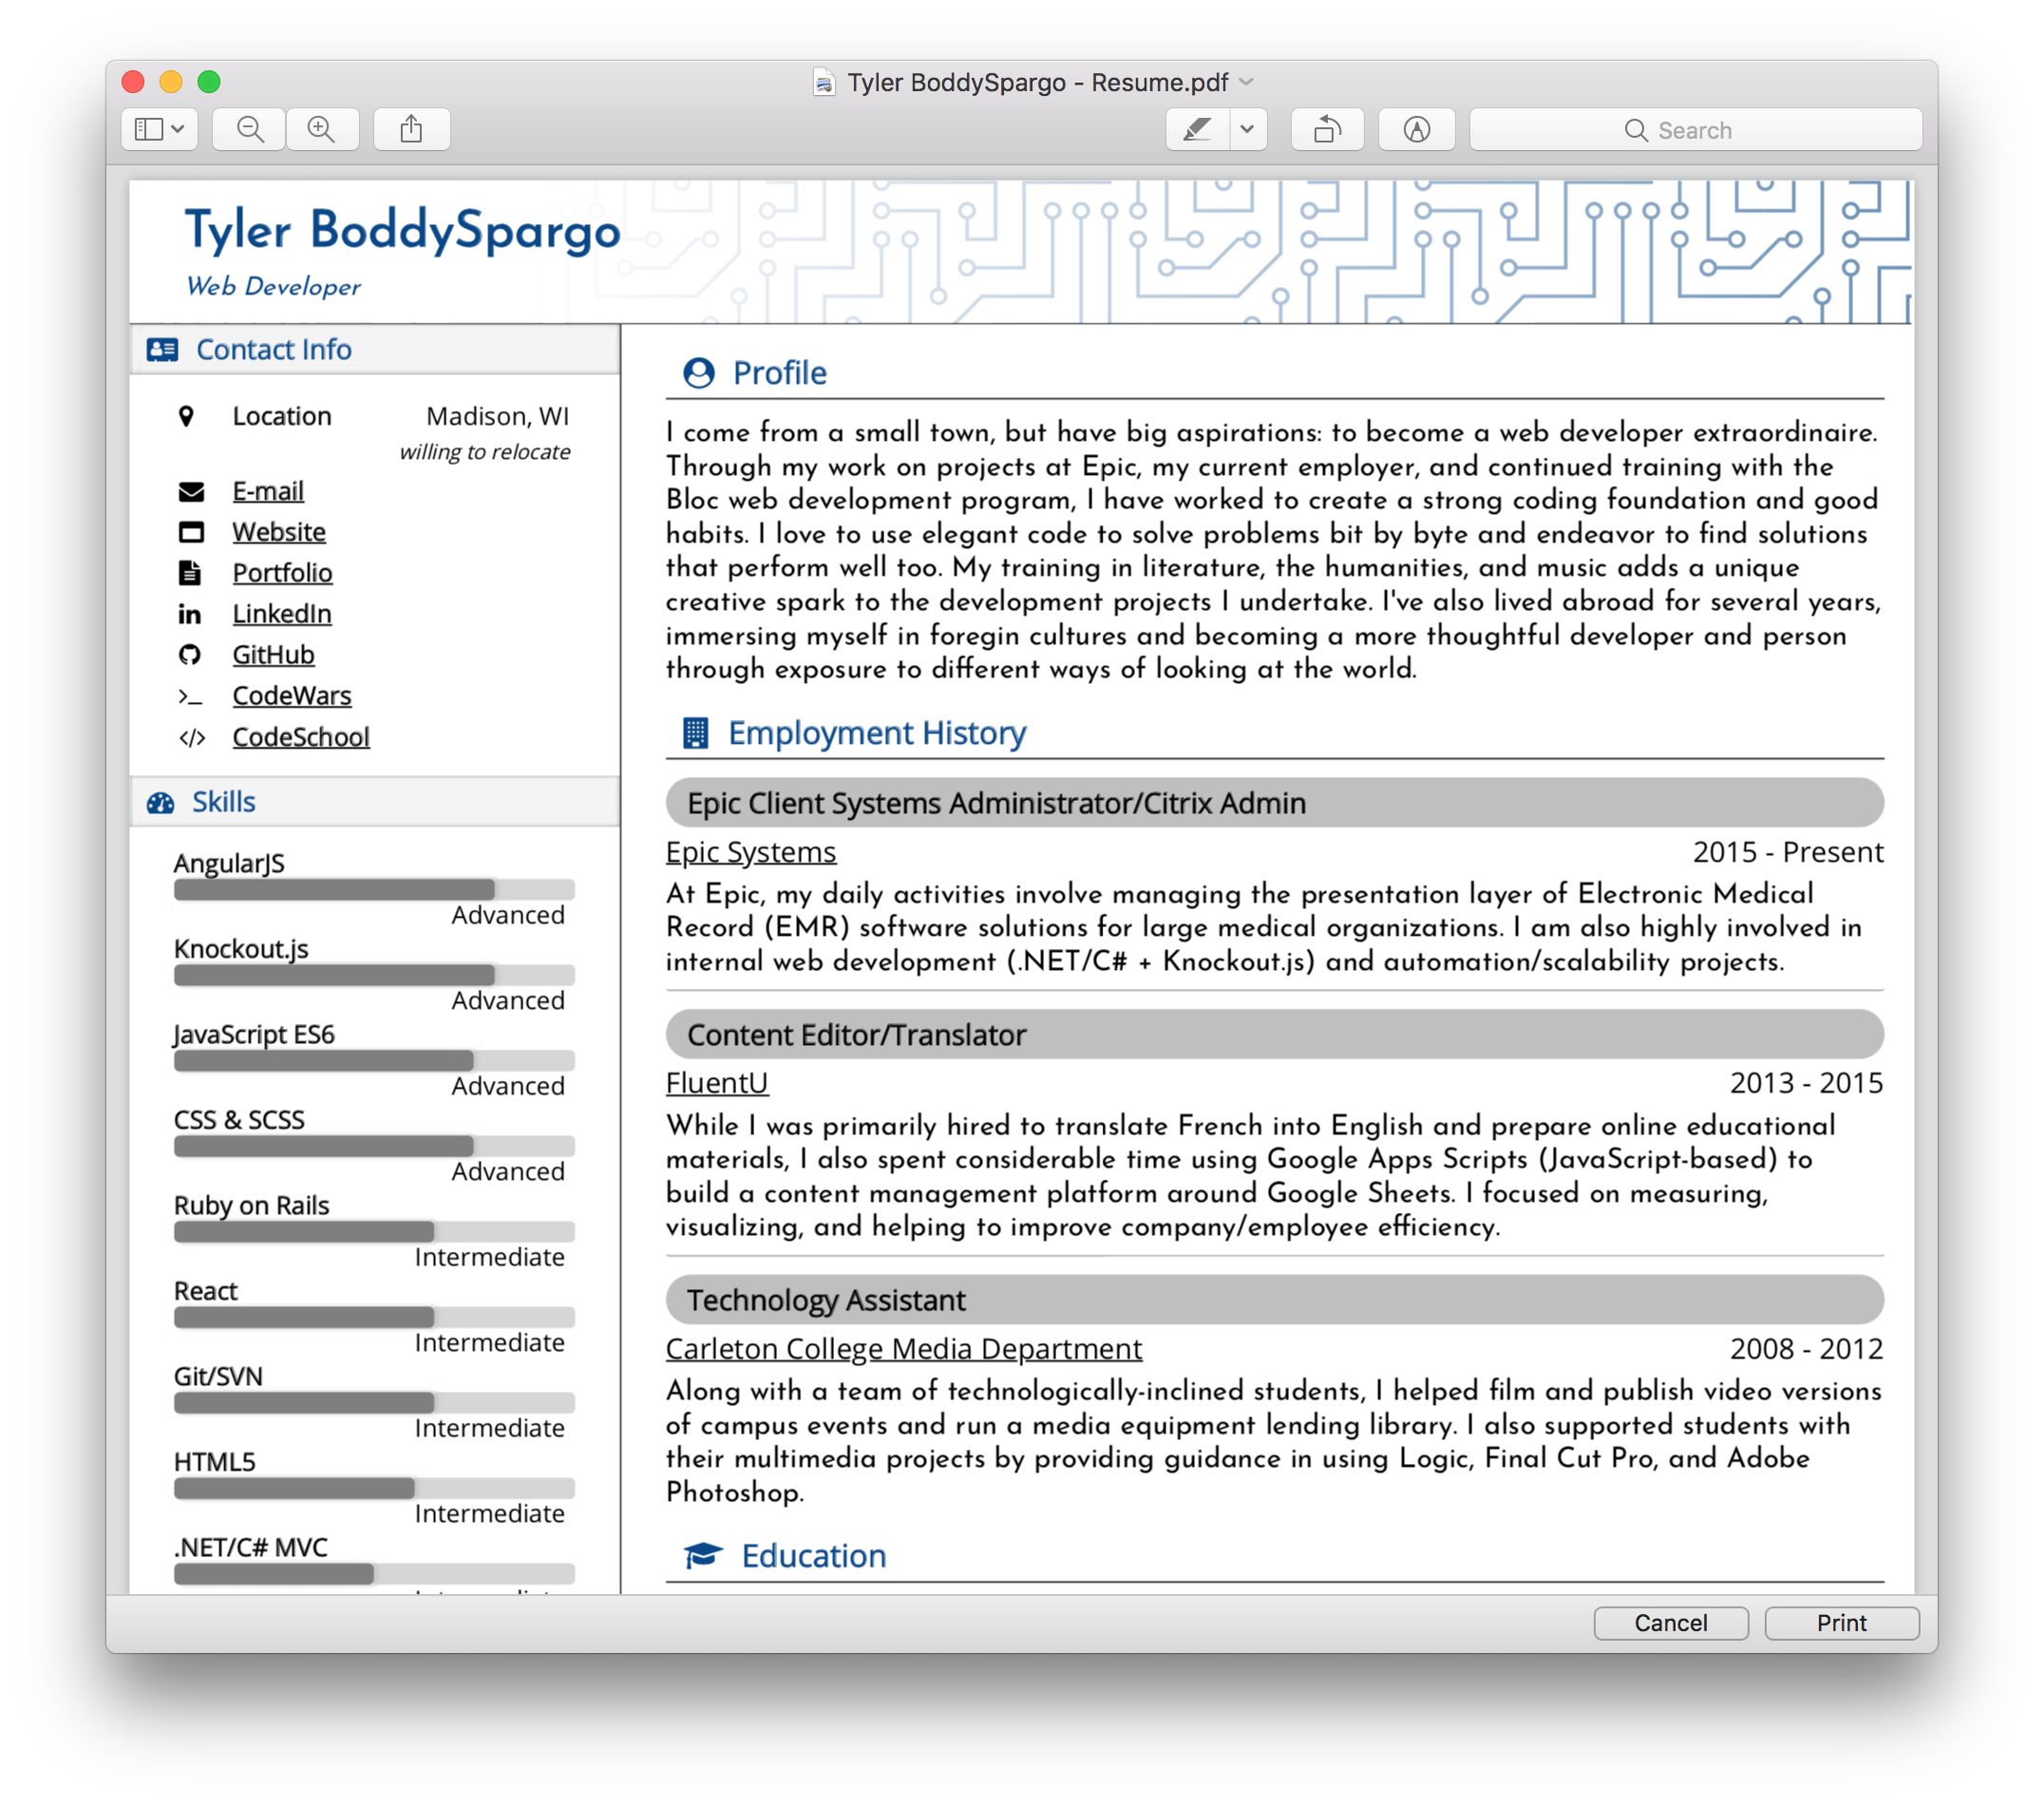 Tyler BoddySpargo - Resume.pdf
Search
Tyler BoddySpargo
Web Developer
Contact Info
Location Madison, WI
willing to relocate
E-mail
Website
Portfolio
LinkedIn
GitHub
CodeWars
CodeSchool
Skills
AngularJS
Advanced
Knockout.js
Advanced
JavaScript ES6
Advanced
CSS & SCSS
Advanced
Ruby on Rails
Intermediate
React
Intermediate
Git/SVN
Intermediate
HTML5
Intermediate
.NET/C# MVC
Profile
I come from a small town, but have big aspirations: to become a web developer extraordinaire.
Through my work on projects at Epic, my current employer, and continued training with the
Bloc web development program, I have worked to create a strong coding foundation and good
habits. I love to use elegant code to solve problems bit by byte and endeavor to find solutions
that perform well too. My training in literature, the humanities, and music adds a unique
creative spark to the development projects I undertake. I've also lived abroad for several years,
immersing myself in foregin cultures and becoming a more thoughtful developer and person
through exposure to different ways of looking at the world.
Employment History
Epic Client Systems Administrator/Citrix Admin
Epic Systems 2015 - Present
At Epic, my daily activities involve managing the presentation layer of Electronic Medical
Record (EMR) software solutions for large medical organizations. I am also highly involved in
internal web development (.NET/C# + Knockout.js) and automation/scalability projects.
Content Editor/Translator
FluentU 2013 - 2015
While I was primarily hired to translate French into English and prepare online educational
materials, I also spent considerable time using Google Apps Scripts (JavaScript-based) to
build a content management platform around Google Sheets. I focused on measuring,
visualizing, and helping to improve company/employee efficiency.
Technology Assistant
Carleton College Media Department 2008 - 2012
Along with a team of technologically-inclined students, I helped film and publish video versions
of campus events and run a media equipment lending library. I also supported students with
their multimedia projects by providing guidance in using Logic, Final Cut Pro, and Adobe
Photoshop.
Education
Cancel Print